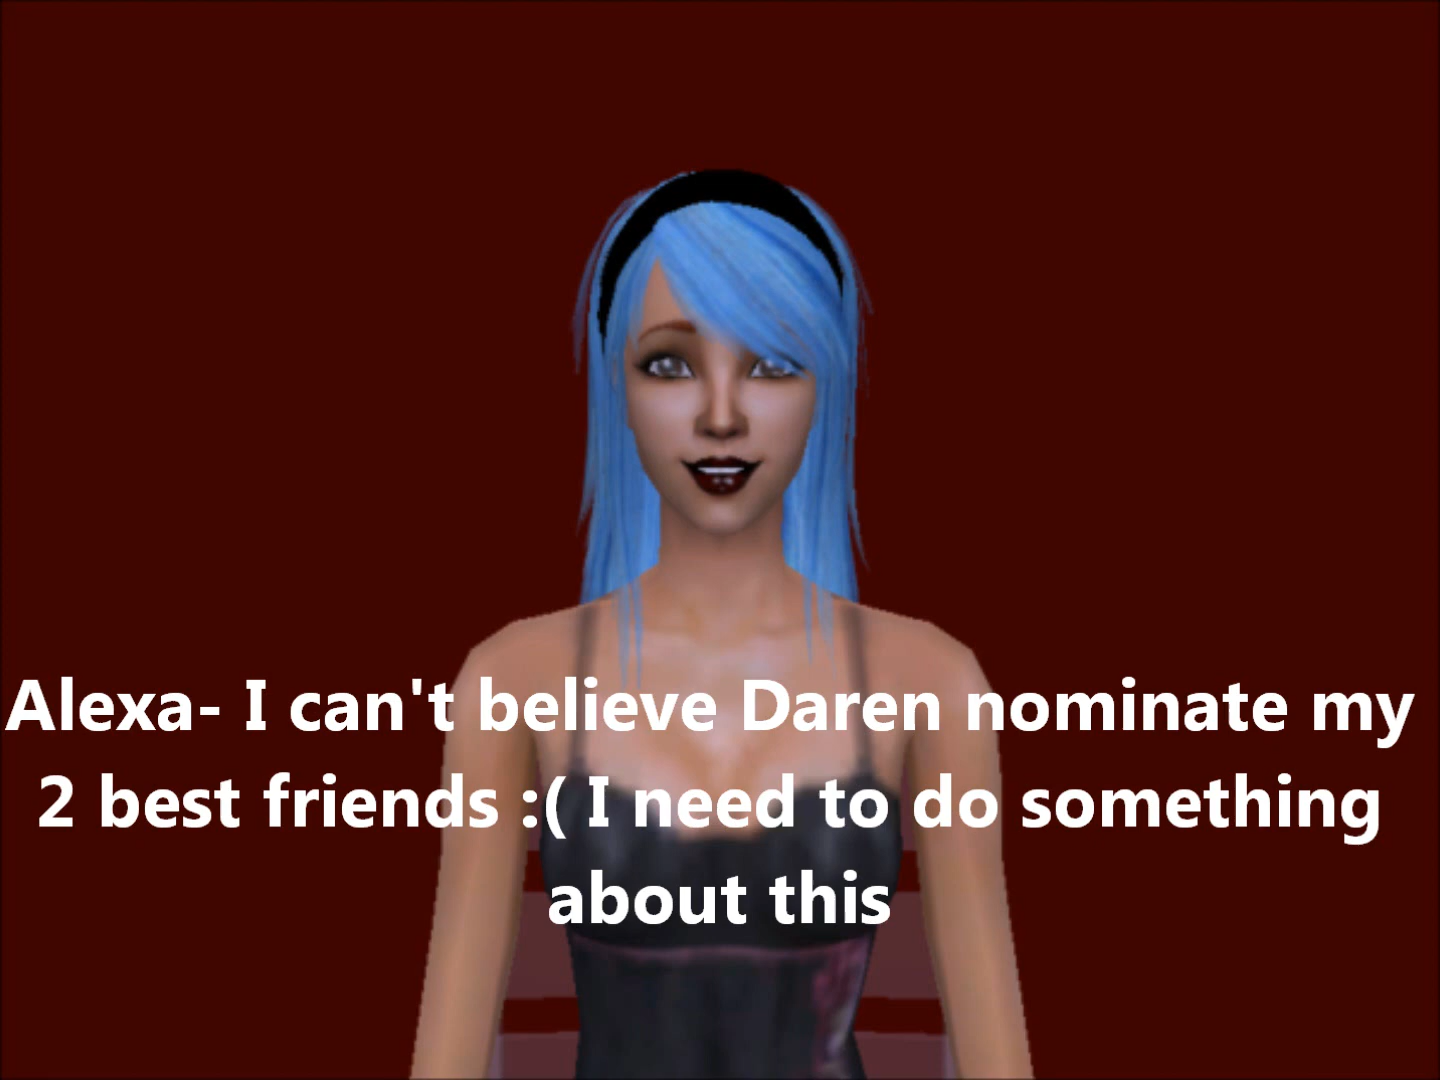 Alexa- I can't believe Daren nominate my
2 best friends :( I need to do something
about this